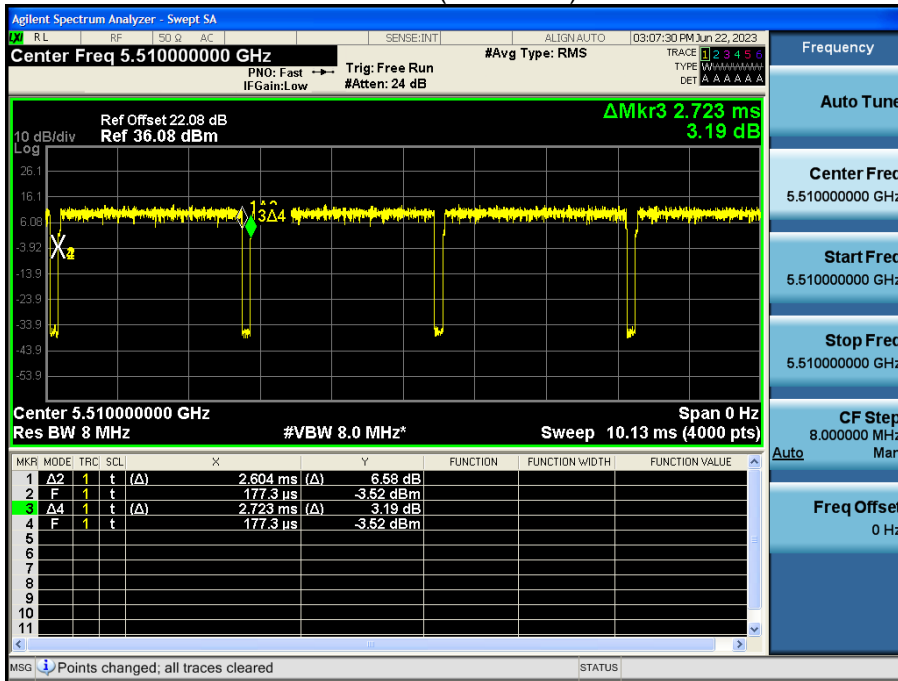 Agilent Spectrum Analyzer - Swept SA
LXI RL RF 50 Ω AC SENSE:INT ALIGNAUTO 03:07:30 PM Jun 22, 2023
Center Freq 5.510000000 GHz #Avg Type: RMS TRACE 1 2 3 4 5 6
PNO: Fast Trig: Free Run TYPE WWWWWW
IFGain:Low #Atten: 24 dB DET A A A A A A
Frequency
Auto Tune
Center Freq
5.510000000 GHz
Start Freq
5.510000000 GHz
Stop Freq
5.510000000 GHz
CF Step
8.000000 MHz
Auto Man
Freq Offset
0 Hz
ΔMkr3 2.723 ms
3.19 dB
Ref Offset 22.08 dB
10 dB/div Ref 36.08 dBm
Log
26.1
16.1
6.08
-3.92
-13.9
-23.9
-33.9
-43.9
-53.9
3Δ4
Center 5.510000000 GHz Span 0 Hz
Res BW 8 MHz #VBW 8.0 MHz* Sweep 10.13 ms (4000 pts)
MKR MODE TRC SCL X Y FUNCTION FUNCTION WIDTH FUNCTION VALUE
1 Δ2 1 t (Δ) 2.604 ms (Δ) 6.58 dB
2 F 1 t 177.3 µs -3.52 dBm
3 Δ4 1 t (Δ) 2.723 ms (Δ) 3.19 dB
4 F 1 t 177.3 µs -3.52 dBm
5
6
7
8
9
10
11
MSG Points changed; all traces cleared STATUS